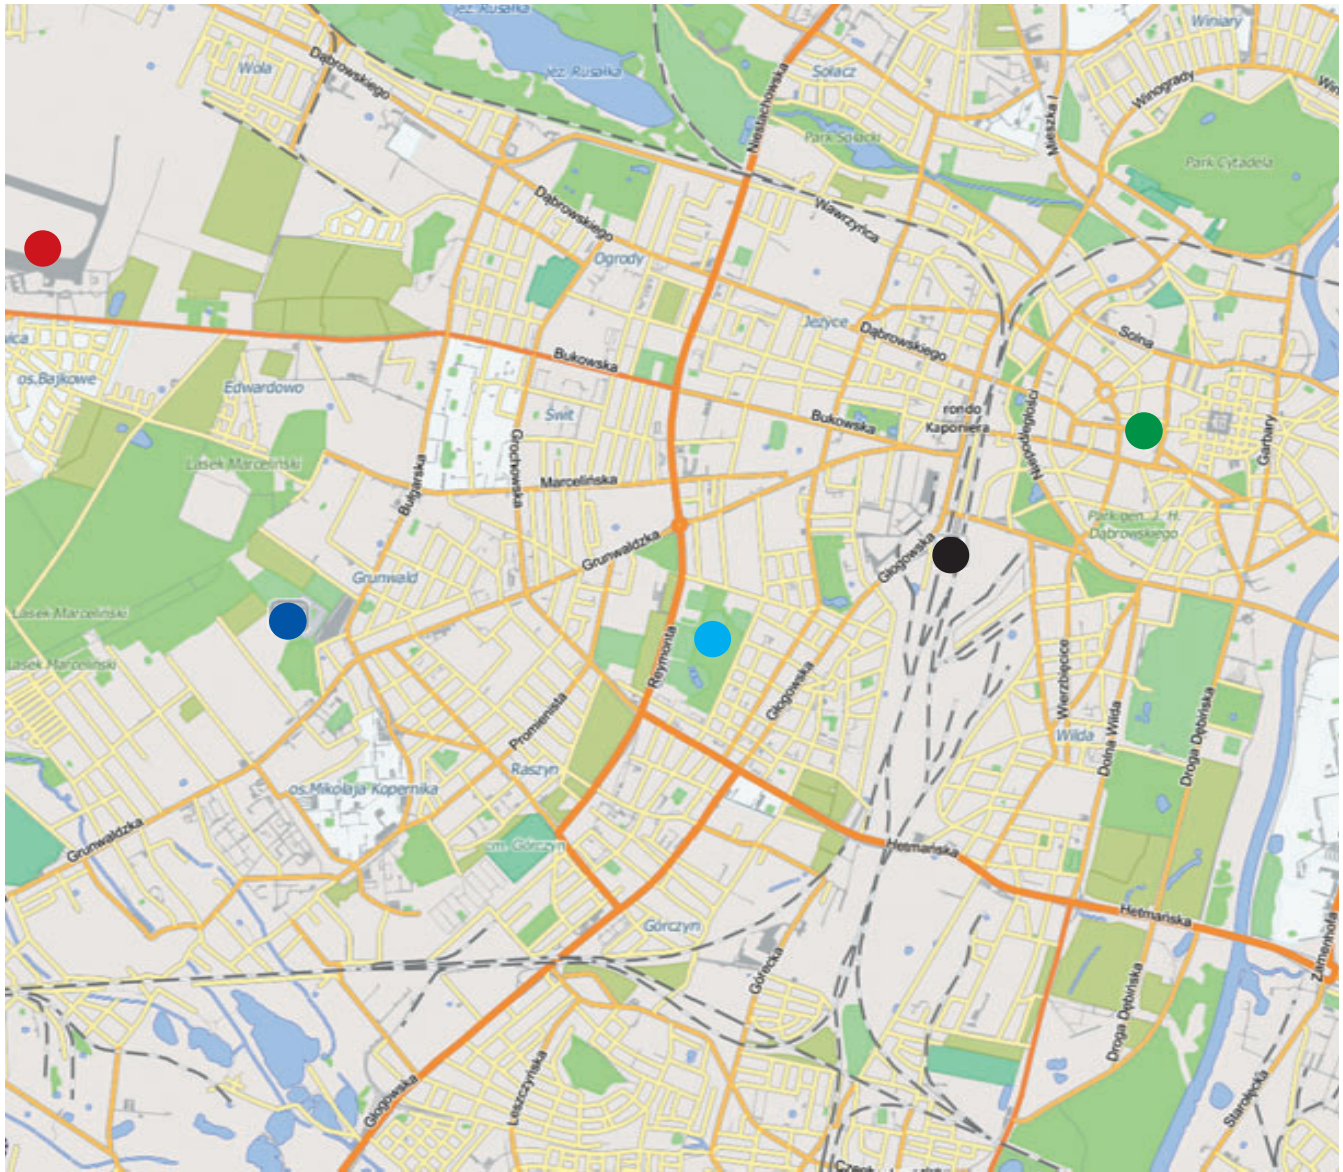 jez. Rusałka
Winiary
Wola
Dąbrowskiego
jez. Rusałka
Sołacz
Winogrady
Niestachowska
Mieszka I
Park Sołacki
Park Cytadela
Dąbrowskiego
Wawrzyńca
Ogrody
Jeżyce
Dąbrowskiego
Solna
os.Bajkowe
Edwardowo
Bukowska
Świt
Bukowska
rondo
Kaponiera
Niepodległości
Garbary
Lasek Marceliński
Bułgarska
Grochowska
Marcelińska
Park gen. J. H.
Dąbrowskiego
Grunwaldzka
Głogowska
Grunwald
Lasek Marceliński
Lasek Marceliński
Reymonta
Głogowska
Wierzbięcice
Wilda
Dolna Wilda
Droga Dębińska
Promienista
Raszyn
os.Mikołaja Kopernika
Grunwaldzka
cm. Górczyn
Hetmańska
Hetmańska
Górczyn
Górecka
Zamenhofa
Droga Dębińska
Głogowska
Leszczyńska
Starołęcka